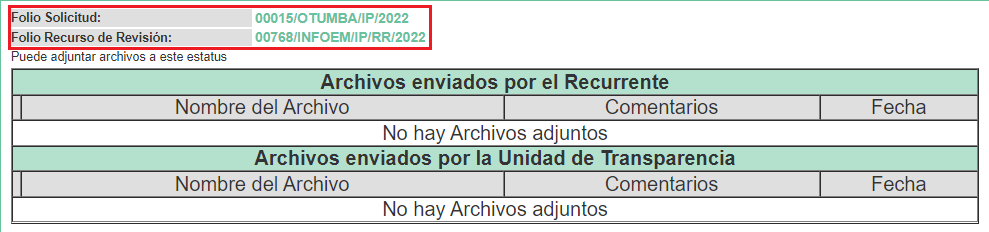 Folio Solicitud: 00015/OTUMBA/IP/2022
Folio Recurso de Revisión: 00768/INFOEM/IP/RR/2022
Puede adjuntar archivos a este estatus
Archivos enviados por el Recurrente
Nombre del Archivo Comentarios Fecha
No hay Archivos adjuntos
Archivos enviados por la Unidad de Transparencia
Nombre del Archivo Comentarios Fecha
No hay Archivos adjuntos